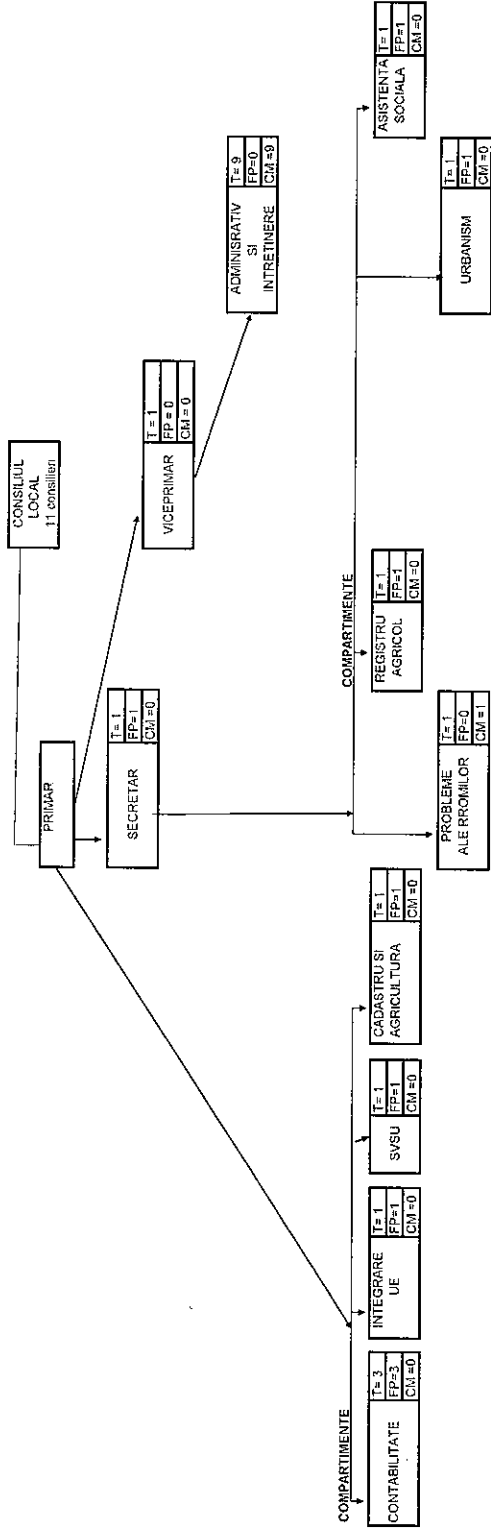 CONSILIUL
LOCAL
11 consilieri
PRIMAR
SECRETAR
T= 1
FP=1
CM =0
VICEPRIMAR
T = 1
FP = 0
CM = 0
ADMINISRATIV
SI
INTRETINERE
T= 9
FP=0
CM =9
COMPARTIMENTE
CONTABILITATE
T= 3
FP=3
CM =0
INTEGRARE
UE
T= 1
FP=1
CM =0
SVSU
T= 1
FP=1
CM =0
CADASTRU SI
AGRICULTURA
T= 1
FP=1
CM =0
COMPARTIMENTE
PROBLEME
ALE RROMILOR
T= 1
FP=0
CM =1
REGISTRU
AGRICOL
T= 1
FP=1
CM =0
URBANISM
T= 1
FP=1
CM =0
ASISTENTA
SOCIALA
T= 1
FP=1
CM =0